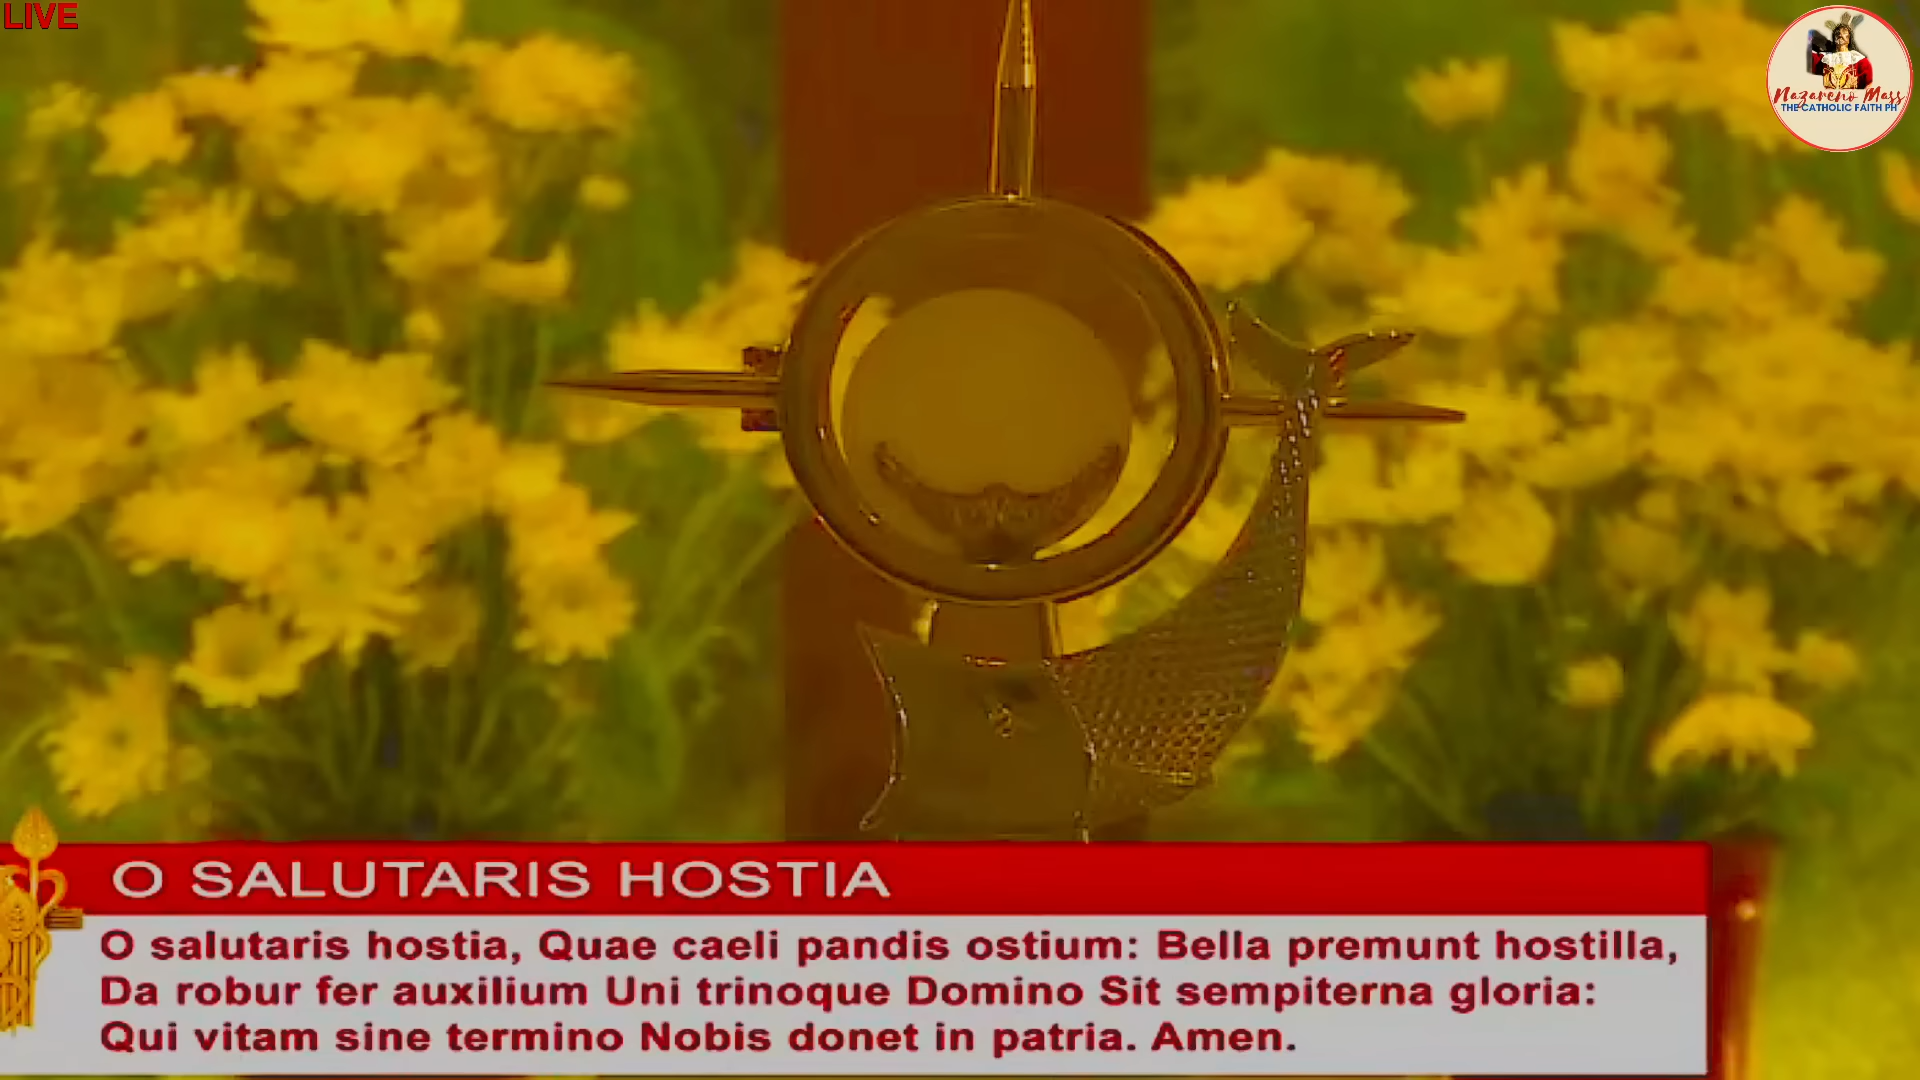 LIVE
Nazareno Mass
THE CATHOLIC FAITH PH
O SALUTARIS HOSTIA
O salutaris hostia, Quae caeli pandis ostium: Bella premunt hostilla,
Da robur fer auxilium Uni trinoque Domino Sit sempiterna gloria:
Qui vitam sine termino Nobis donet in patria. Amen.